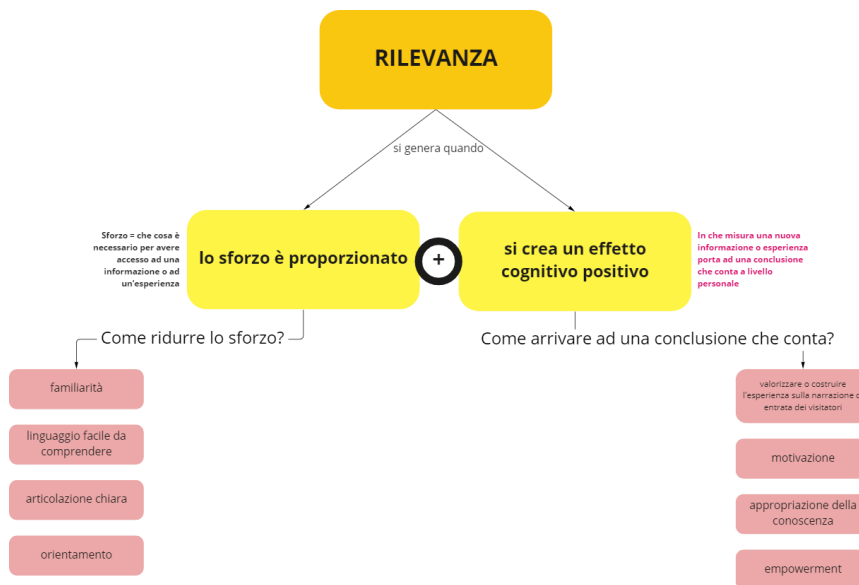 RILEVANZA
si genera quando
Sforzo = che cosa è
necessario per avere
accesso ad una
informazione o ad
un'esperienza
lo sforzo è proporzionato
+
si crea un effetto
cognitivo positivo
In che misura una nuova
informazione o esperienza
porta ad una conclusione
che conta a livello
personale
Come ridurre lo sforzo?
familiarità
linguaggio facile da
comprendere
articolazione chiara
orientamento
Come arrivare ad una conclusione che conta?
valorizzare o costruire
l'esperienza sulla narrazione
entrata dei visitatori
motivazione
appropriazione della
conoscenza
empowerment